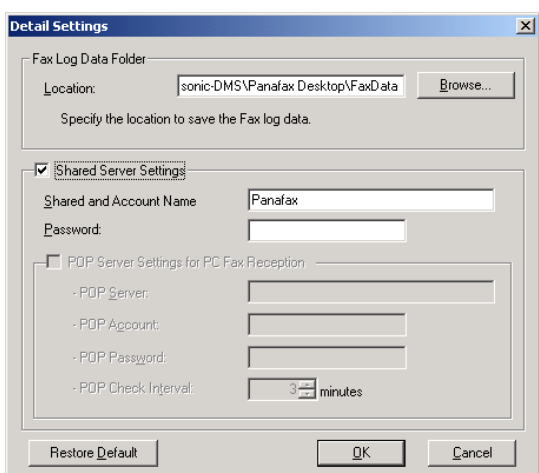 Detail Settings
Fax Log Data Folder
Location: sonic-DMS\Panafax Desktop\FaxData Browse...
Specify the location to save the Fax log data.
Shared Server Settings
Shared and Account Name Panafax
Password:
POP Server Settings for PC Fax Reception
- POP Server:
- POP Account:
- POP Password:
- POP Check Interval: 3 minutes
Restore Default OK Cancel